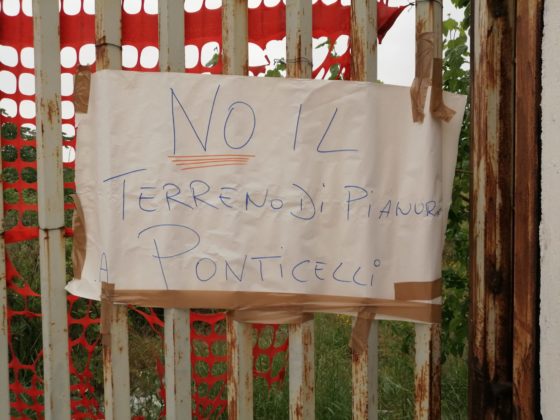 NO IL
TERRENO DI PIANURA
A PONTICELLI